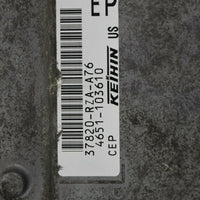 EP
37820-RZA-A76
4651-103610
KEIHIN US
CEP